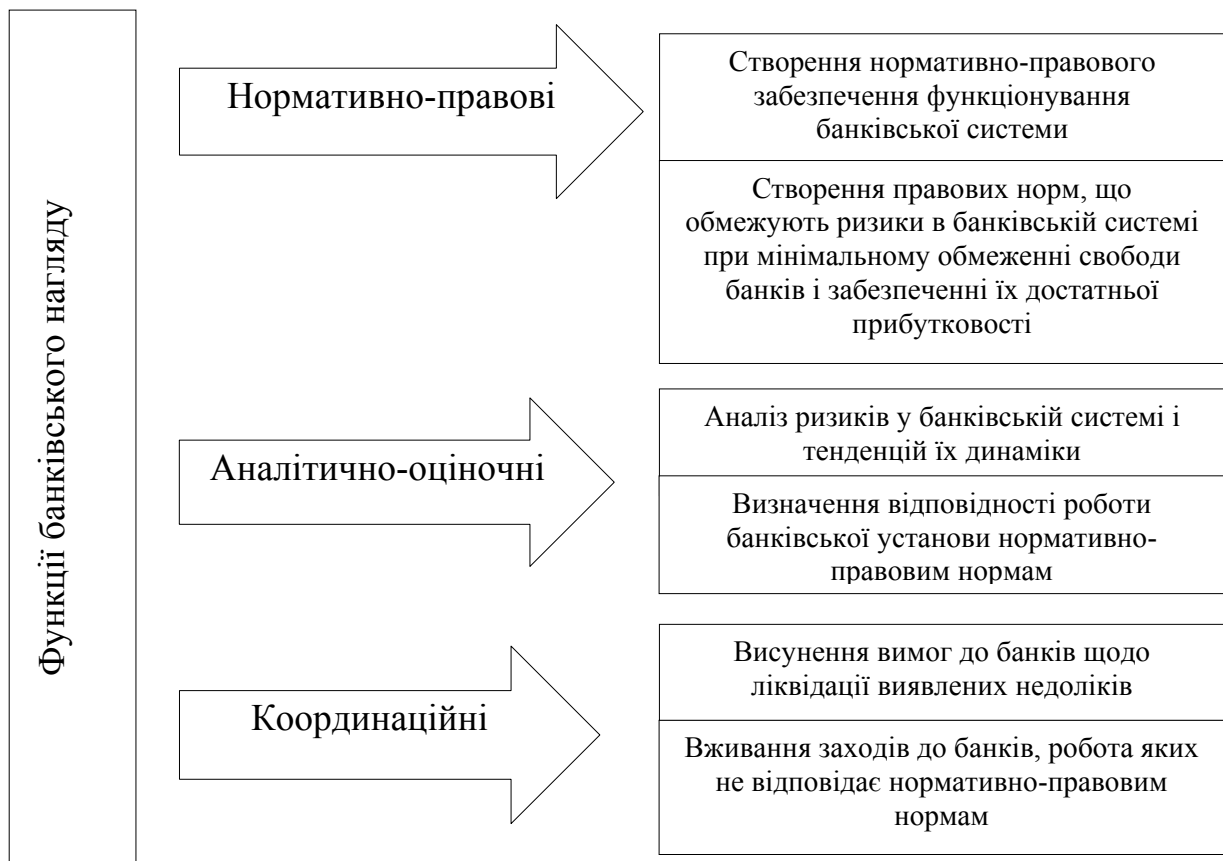 Функції банківського нагляду
Нормативно-правові
Створення нормативно-правового
забезпечення функціонування
банківської системи
Створення правових норм, що
обмежують ризики в банківській системі
при мінімальному обмеженні свободи
банків і забезпеченні їх достатньої
прибутковості
Аналітично-оціночні
Аналіз ризиків у банківській системі і
тенденцій їх динаміки
Визначення відповідності роботи
банківської установи нормативно-
правовим нормам
Координаційні
Висунення вимог до банків щодо
ліквідації виявлених недоліків
Вживання заходів до банків, робота яких
не відповідає нормативно-правовим
нормам